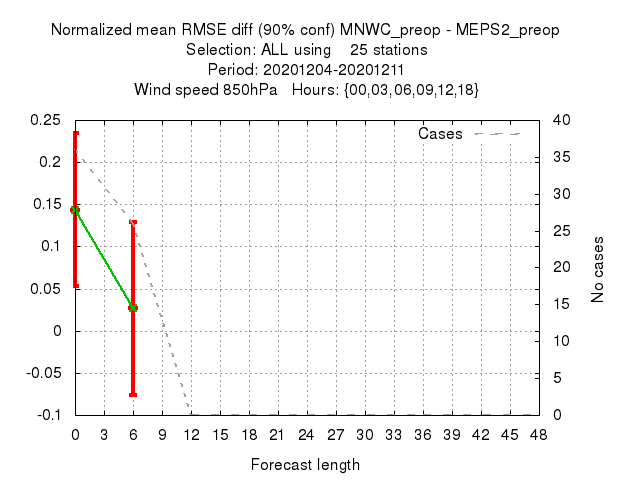 Normalized mean RMSE diff (90% conf) MNWC_preop - MEPS2_preop
Selection: ALL using    25 stations
Period: 20201204-20201211
Wind speed 850hPa   Hours: {00,03,06,09,12,18}
Cases
0.25
0.2
0.15
0.1
0.05
0
-0.05
-0.1
40
35
30
25
20
15
10
5
0
No cases
0 3 6 9 12 15 18 21 24 27 30 33 36 39 42 45 48
Forecast length